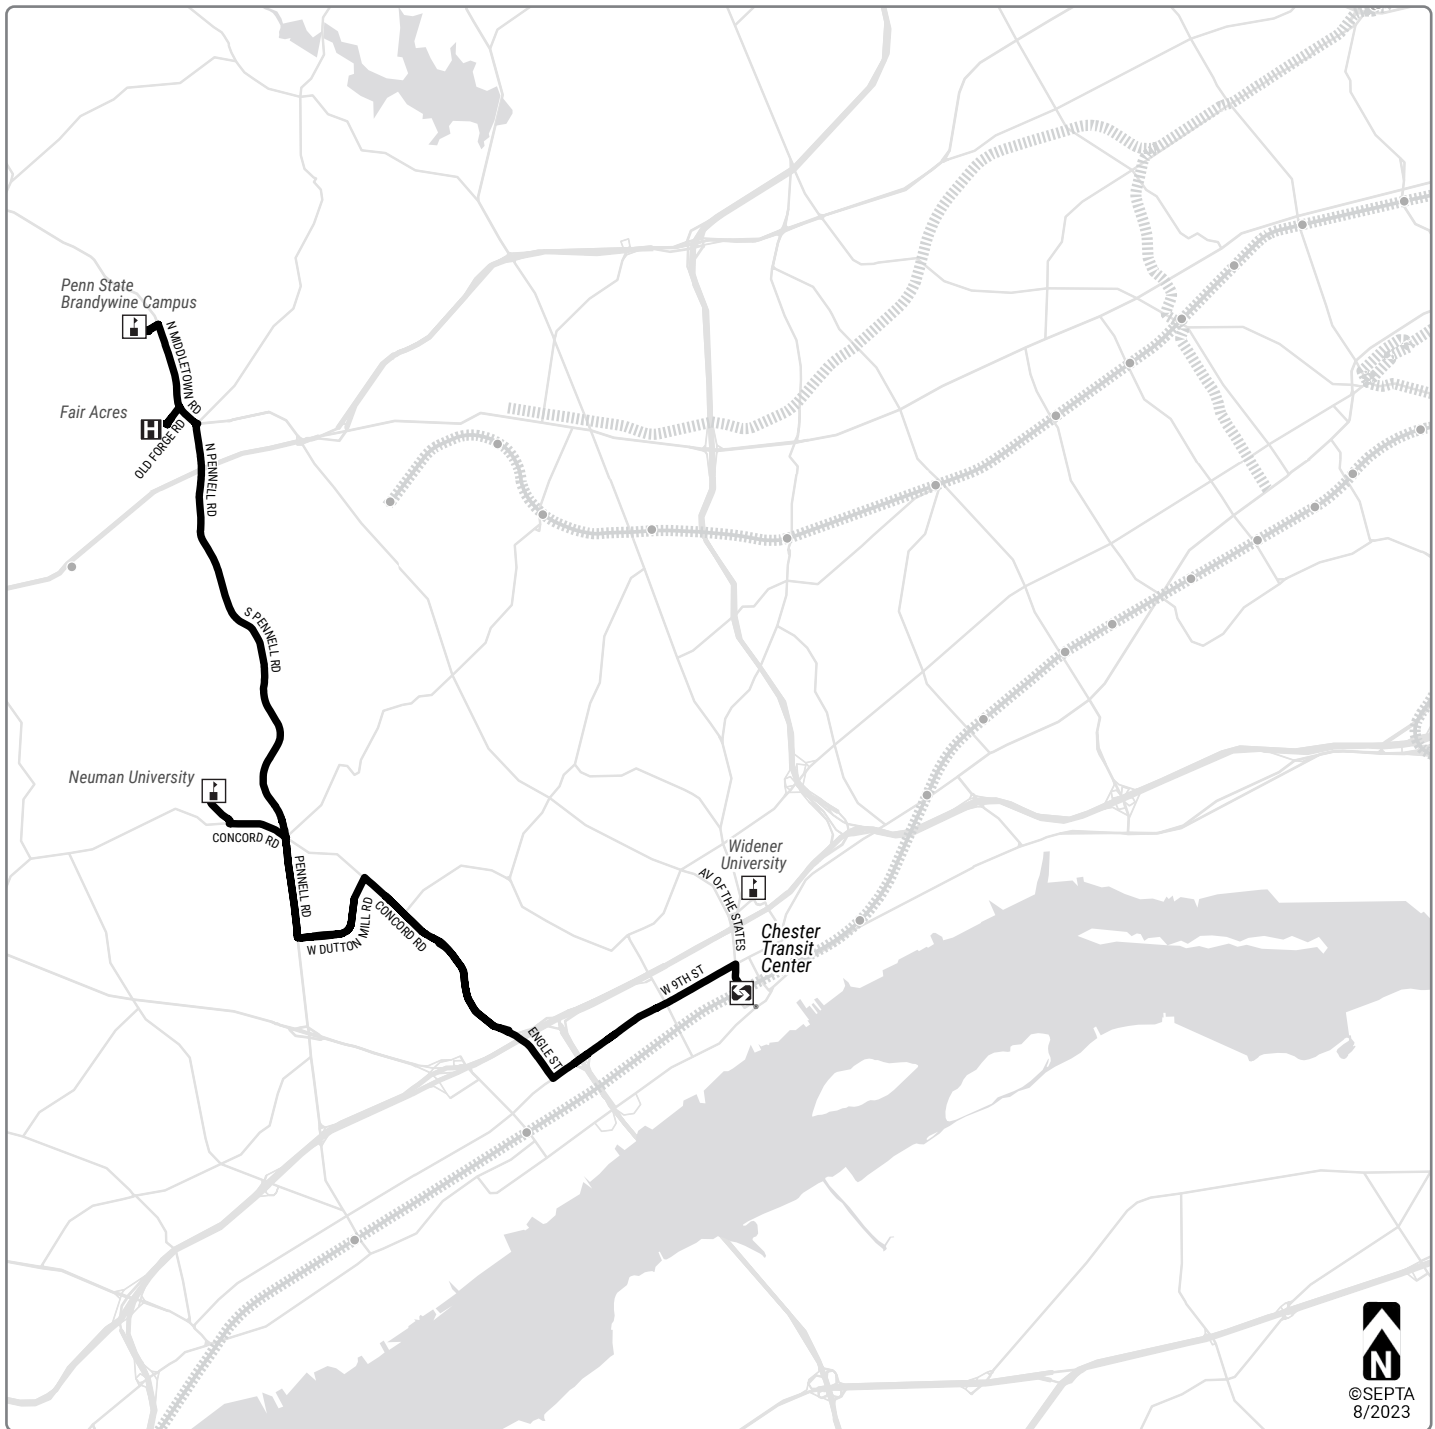 Penn State
Brandywine Campus
N MIDDLETOWN RD
Fair Acres
H
OLD FORGE RD
N PENNELL RD
S PENNELL RD
Neuman University
CONCORD RD
PENNELL RD
W DUTTON MILL RD
CONCORD RD
Widener
University
AV OF THE STATES
Chester
Transit
Center
W 9TH ST
ENGLE ST
N
©SEPTA
8/2023